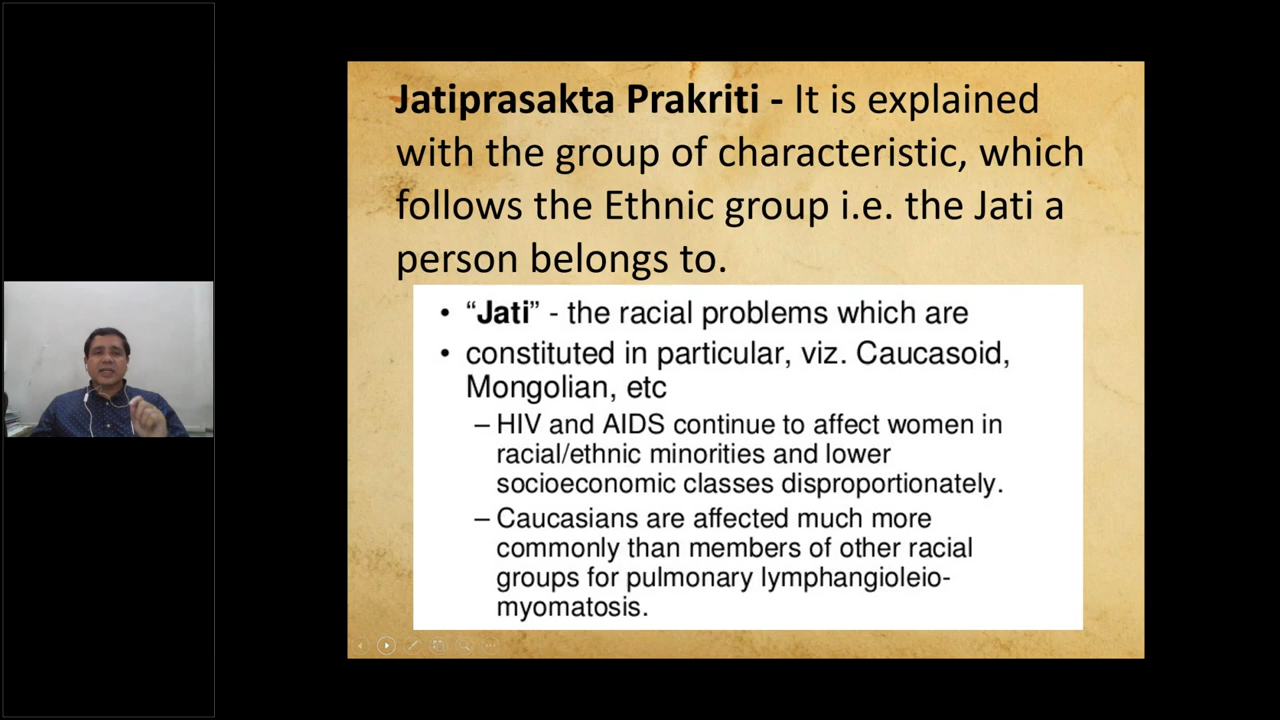 Jatiprasakta Prakriti - It is explained
with the group of characteristic, which
follows the Ethnic group i.e. the Jati a
person belongs to.
• “Jati” - the racial problems which are
• constituted in particular, viz. Caucasoid,
Mongolian, etc
– HIV and AIDS continue to affect women in
racial/ethnic minorities and lower
socioeconomic classes disproportionately.
– Caucasians are affected much more
commonly than members of other racial
groups for pulmonary lymphangioleio-
myomatosis.